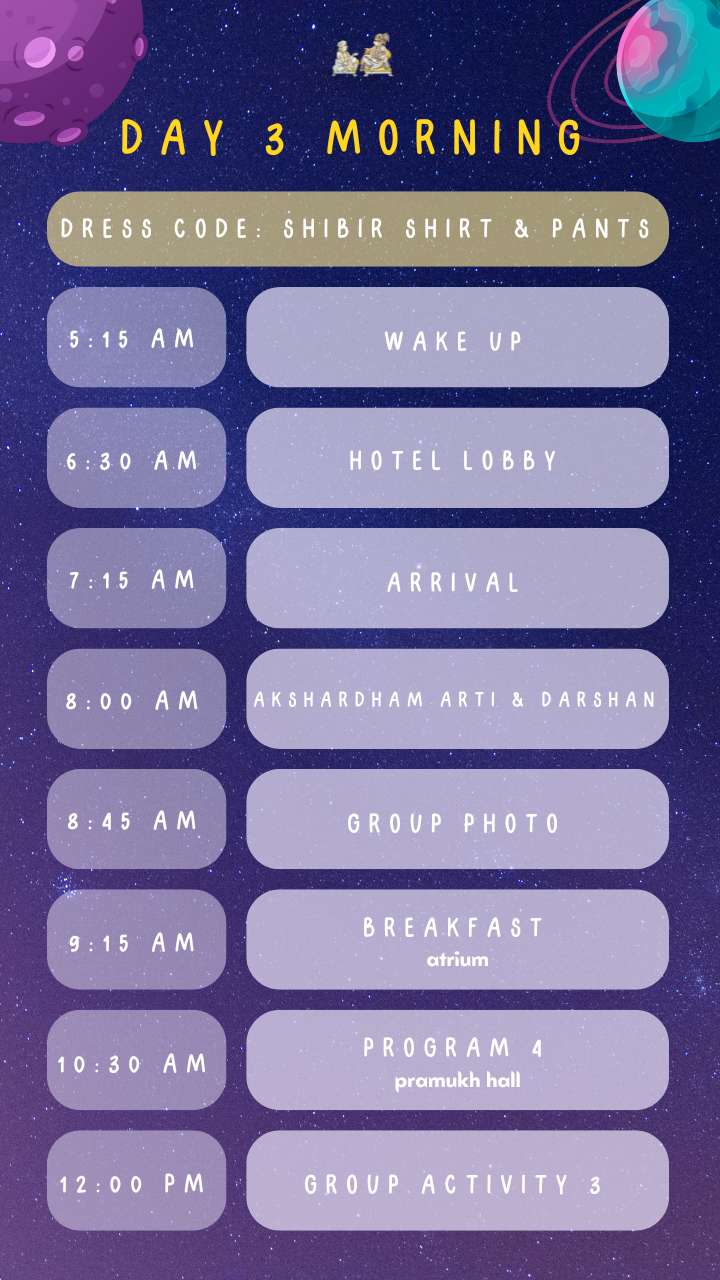 DAY 3 MORNING
DRESS CODE: SHIBIR SHIRT & PANTS
5:15 AM
WAKE UP
6:30 AM
HOTEL LOBBY
7:15 AM
ARRIVAL
8:00 AM
AKSHARDHAM ARTI & DARSHAN
8:45 AM
GROUP PHOTO
9:15 AM
BREAKFAST
atrium
10:30 AM
PROGRAM 4
pramukh hall
12:00 PM
GROUP ACTIVITY 3